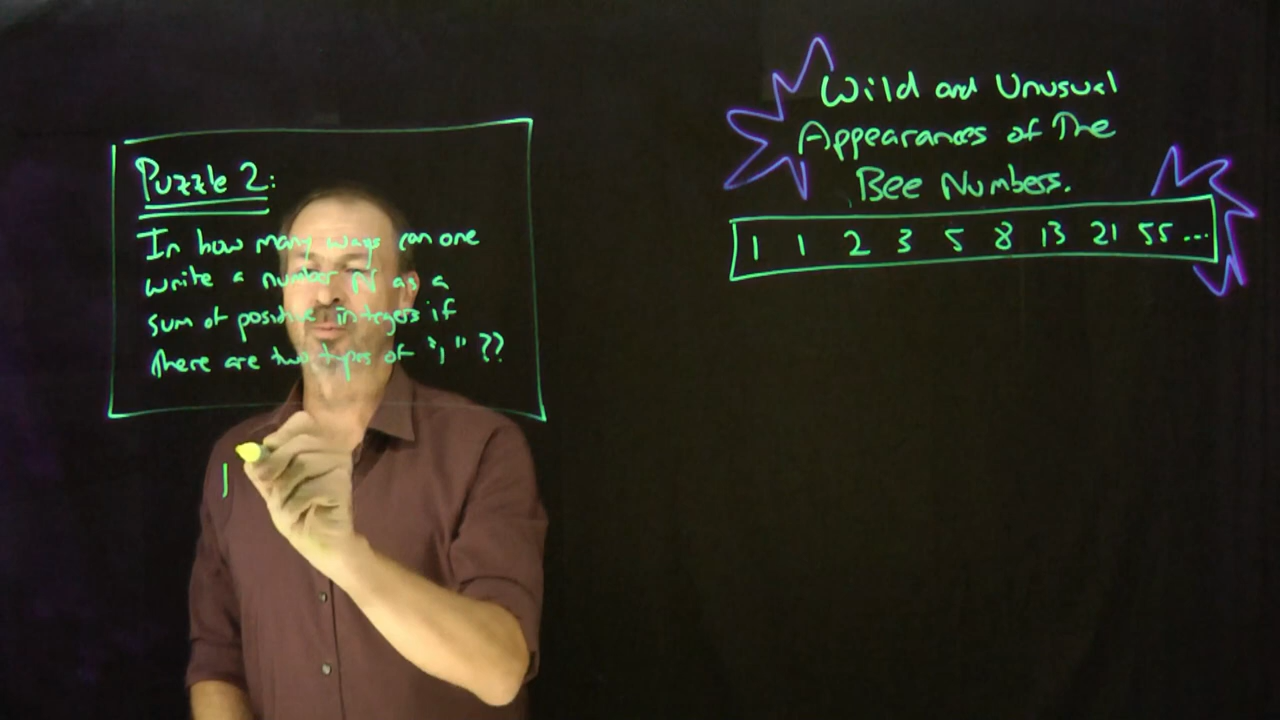 Puzzle 2:
In how many ways can one
write a number N as a
sum of positive integers if
there are two types of "1" ??
1
Wild and Unusual
Appearances of The
Bee Numbers.
1 1 2 3 5 8 13 21 55 ...